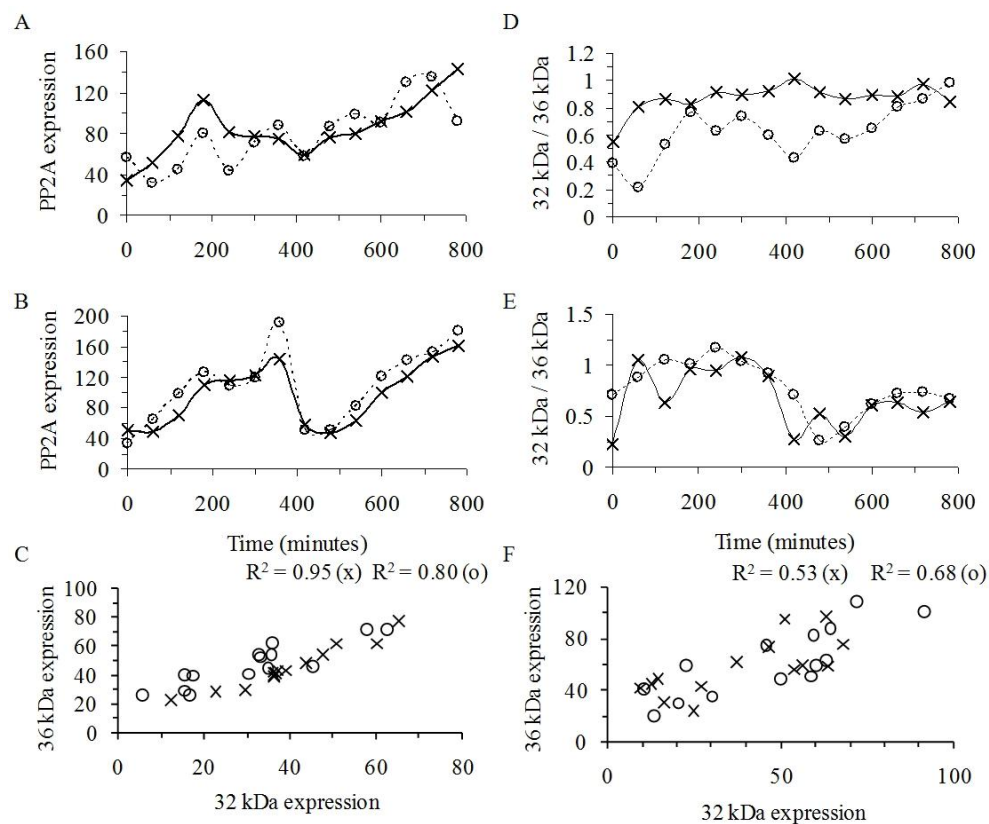 A
PP2A expression
160
120
80
40
0
0 200 400 600 800
D
32 kDa / 36 kDa
1.2
1
0.8
0.6
0.4
0.2
0
0 200 400 600 800
B
PP2A expression
200
160
120
80
40
0
0 200 400 600 800
Time (minutes)
E
32 kDa / 36 kDa
1.5
1
0.5
0
0 200 400 600 800
Time (minutes)
C
R² = 0.95 (x) R² = 0.80 (o)
36 kDa expression
100
80
60
40
20
0
0 20 40 60 80
32 kDa expression
F
R² = 0.53 (x) R² = 0.68 (o)
36 kDa expression
120
80
40
0
0 50 100
32 kDa expression